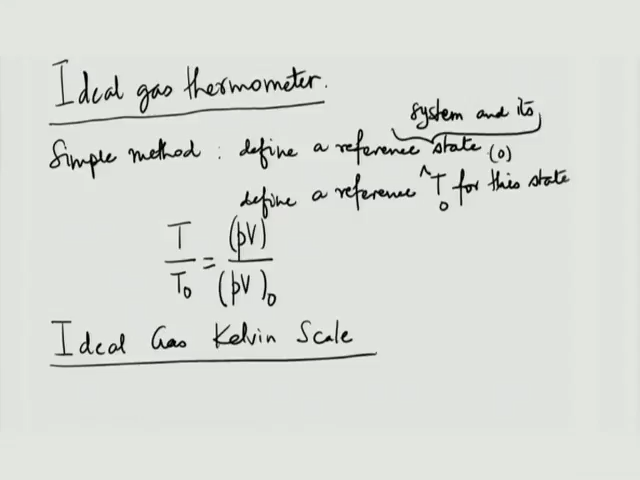 Ideal gas thermometer.
system and its
Simple method : define a reference state (0)
define a reference ^ T₀ for this state
T/T₀ = (pV)/(pV)₀
Ideal Gas Kelvin Scale